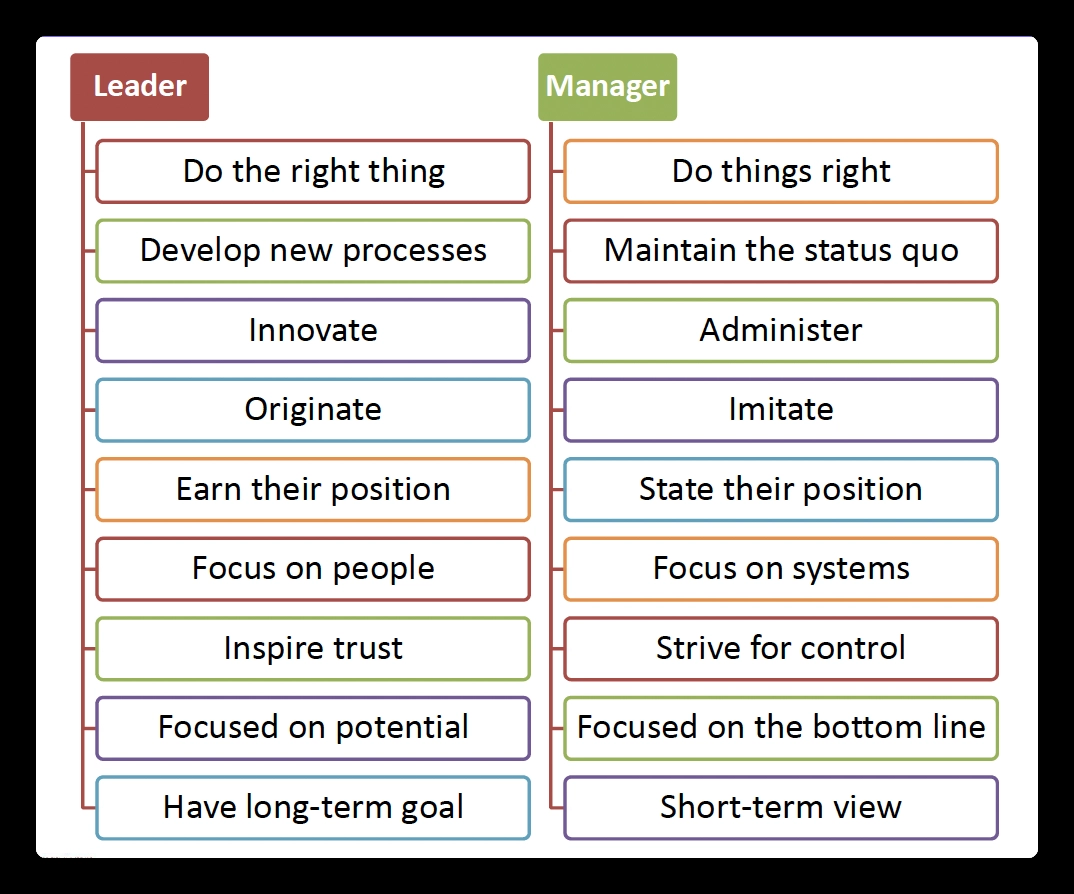 Leader
Do the right thing
Develop new processes
Innovate
Originate
Earn their position
Focus on people
Inspire trust
Focused on potential
Have long-term goal
Manager
Do things right
Maintain the status quo
Administer
Imitate
State their position
Focus on systems
Strive for control
Focused on the bottom line
Short-term view